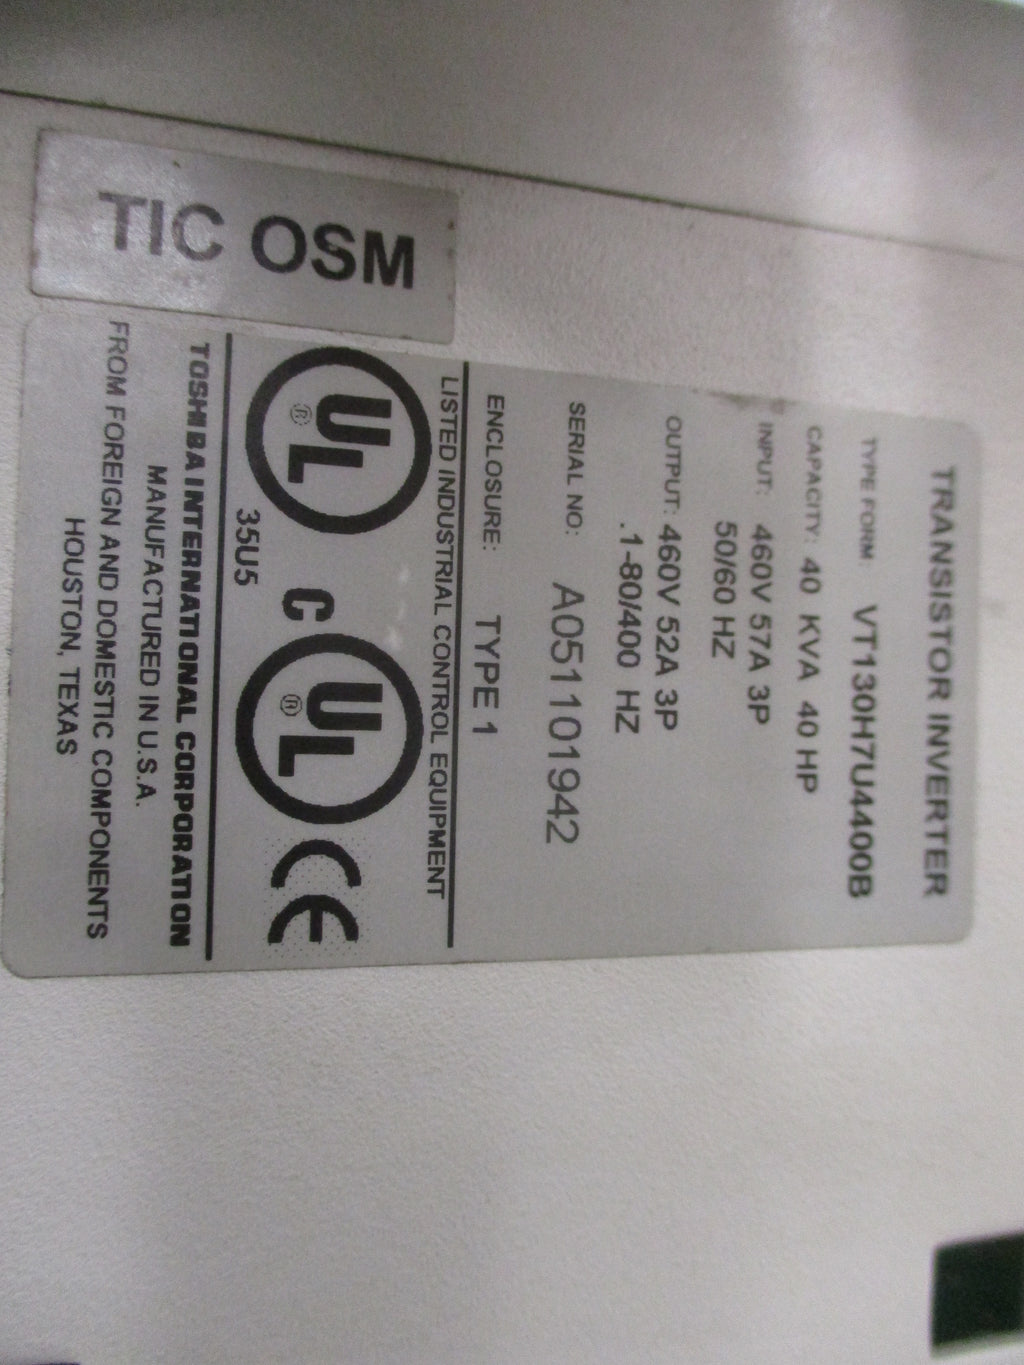 TRANSISTOR INVERTER
TYPE FORM: VT130H7U4400B
CAPACITY: 40 KVA 40 HP
INPUT: 460V 57A 3P
50/60 HZ
OUTPUT: 460V 52A 3P
.1-80/400 HZ
SERIAL NO: A051101942
ENCLOSURE: TYPE 1
LISTED INDUSTRIAL CONTROL EQUIPMENT
UL ® C UL ® CE
35U5
TOSHIBA INTERNATIONAL CORPORATION
MANUFACTURED IN U.S.A.
FROM FOREIGN AND DOMESTIC COMPONENTS
HOUSTON, TEXAS
TIC OSM